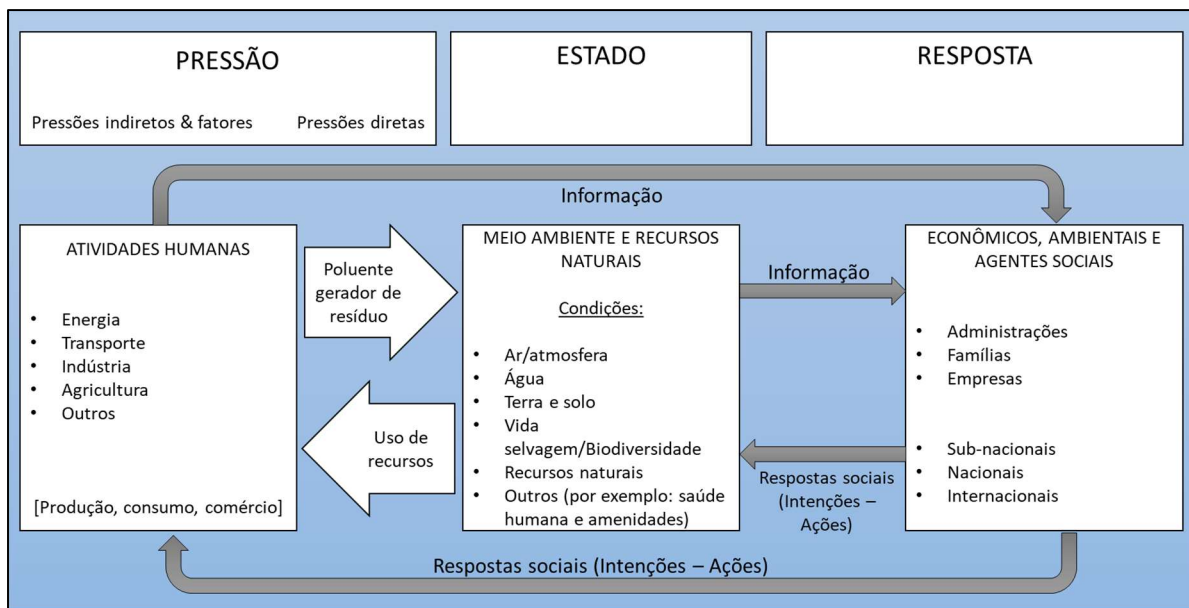 PRESSÃO
Pressões indiretos & fatores
Pressões diretas
ESTADO
RESPOSTA
Informação
ATIVIDADES HUMANAS
• Energia
• Transporte
• Indústria
• Agricultura
• Outros
[Produção, consumo, comércio]
Poluente
gerador de
resíduo
Uso de
recursos
MEIO AMBIENTE E RECURSOS
NATURAIS
Condições:
• Ar/atmosfera
• Água
• Terra e solo
• Vida
selvagem/Biodiversidade
• Recursos naturais
• Outros (por exemplo: saúde
humana e amenidades)
Informação
Respostas sociais
(Intenções –
Ações)
ECONÔMICOS, AMBIENTAIS E
AGENTES SOCIAIS
• Administrações
• Famílias
• Empresas
• Sub-nacionais
• Nacionais
• Internacionais
Respostas sociais (Intenções – Ações)